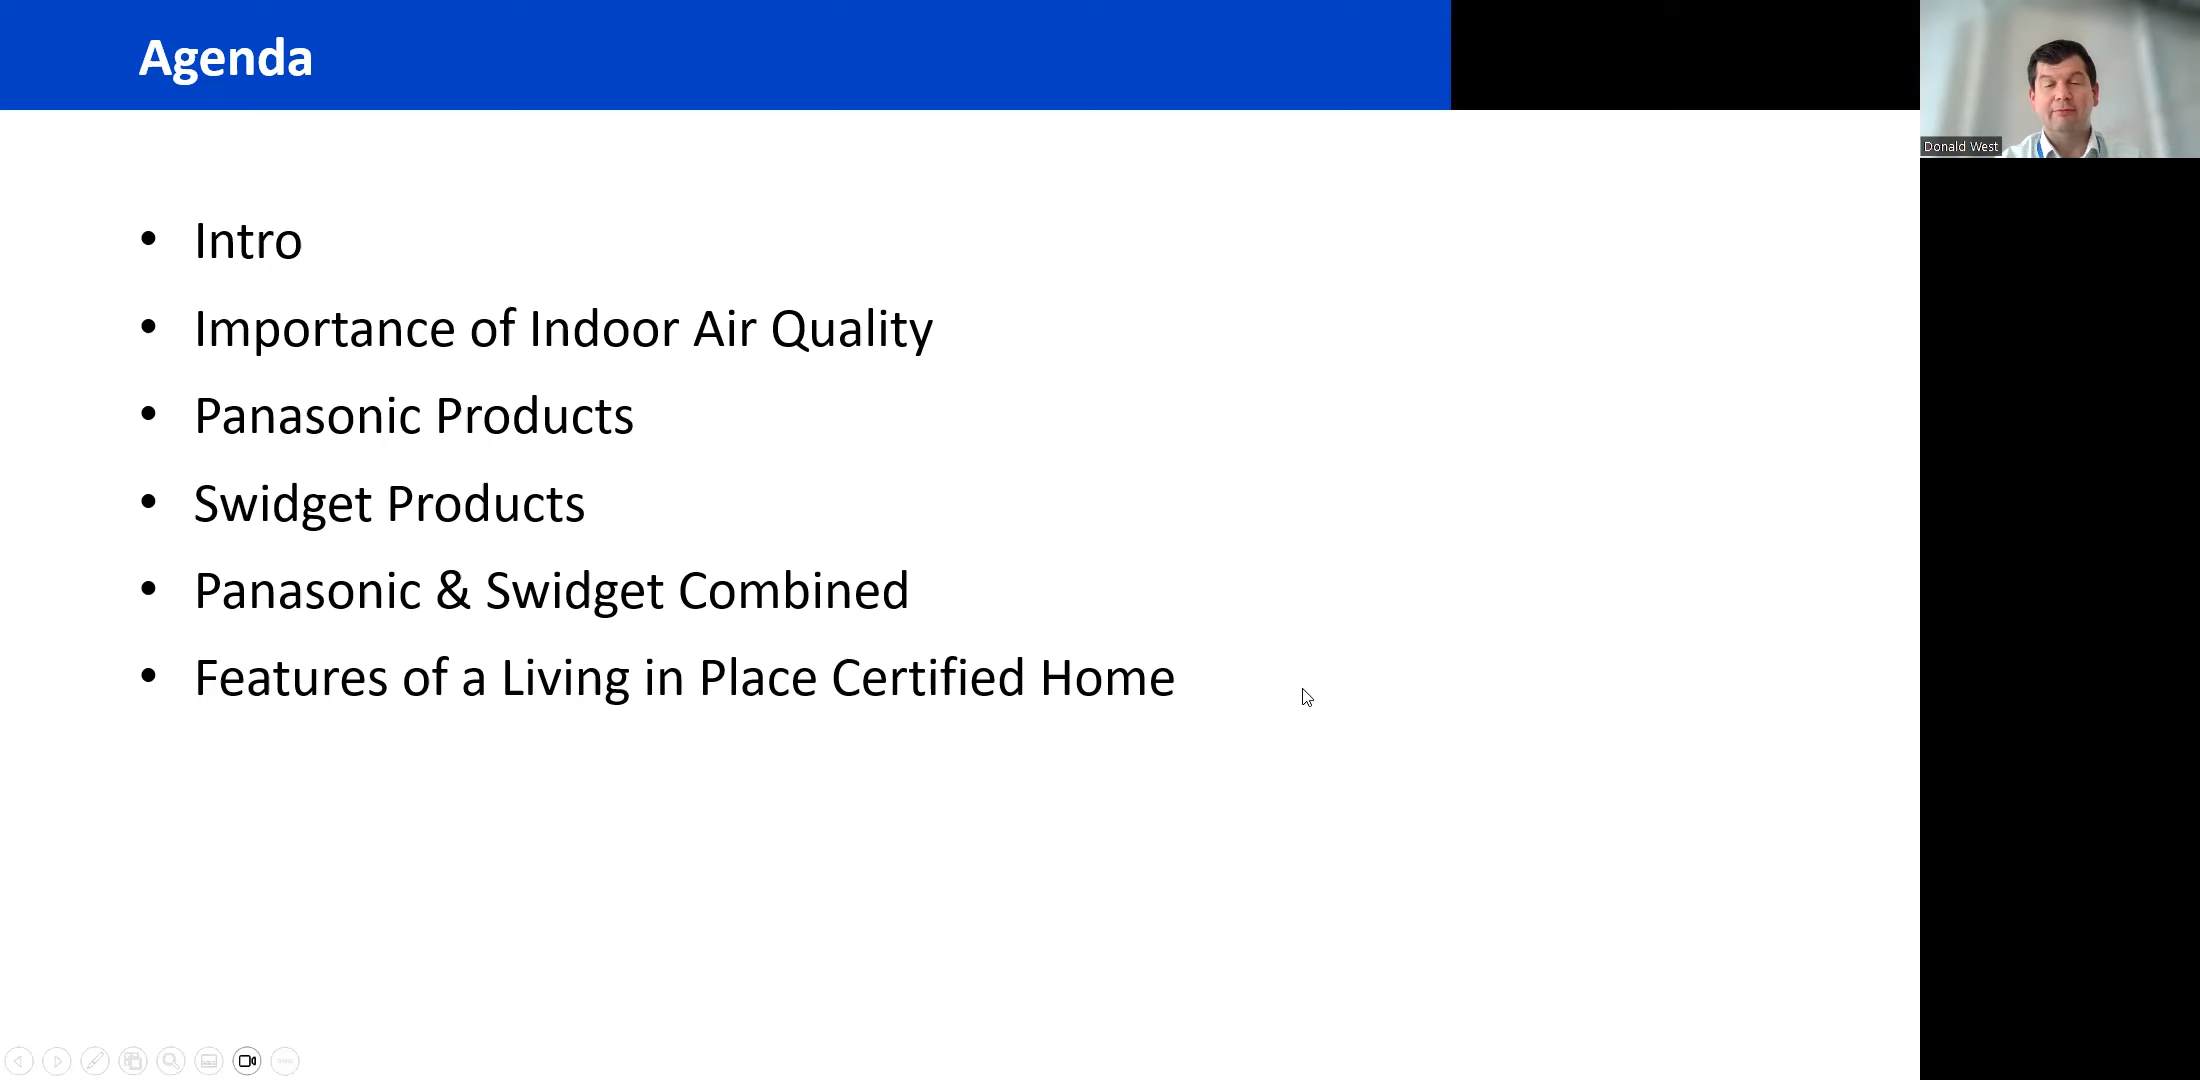 Agenda
Donald West
• Intro
• Importance of Indoor Air Quality
• Panasonic Products
• Swidget Products
• Panasonic & Swidget Combined
• Features of a Living in Place Certified Home